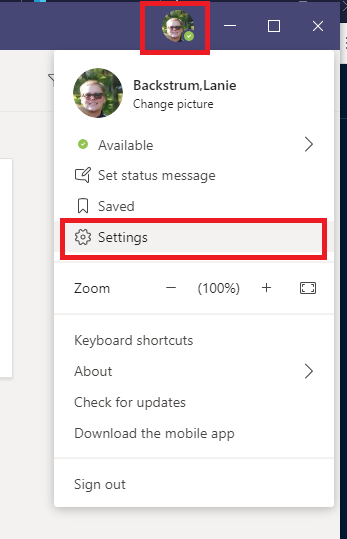 Backstrum,Lanie
Change picture
Available
Set status message
Saved
Settings
Zoom — (100%) +
Keyboard shortcuts
About
Check for updates
Download the mobile app
Sign out